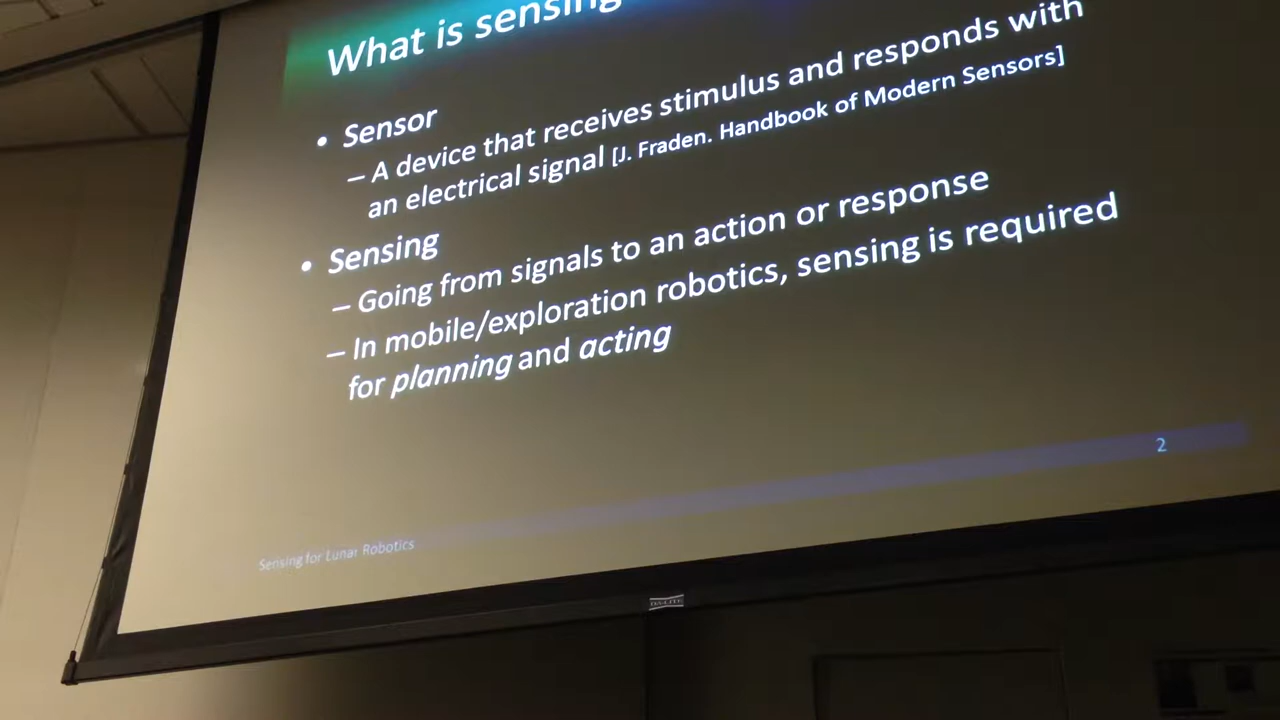 What is sensing
• Sensor
– A device that receives stimulus and responds with
an electrical signal [J. Fraden. Handbook of Modern Sensors]
• Sensing
– Going from signals to an action or response
– In mobile/exploration robotics, sensing is required
for planning and acting
2
Sensing for Lunar Robotics
DA-LITE